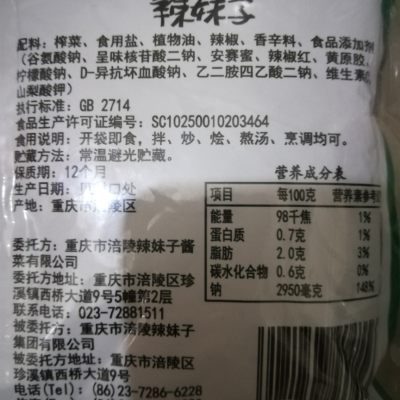 辣妹子
配料：榨菜、食用盐、植物油、辣椒、香辛料、食品添加剂
（谷氨酸钠、呈味核苷酸二钠、安赛蜜、辣椒红、黄原胶、
柠檬酸钠、D-异抗坏血酸钠、乙二胺四乙酸二钠、维生素C、
山梨酸钾）
执行标准：GB 2714
食品生产许可证编号：SC10250010203464
食用说明：开袋即食，拌、炒、烩、熬汤、烹调均可。
贮藏方法：常温避光贮藏。
保质期：12个月
生产日期：见封口处
生产地：重庆市涪陵区
营养成分表
项目 每100克 营养素参考
能量 98千焦 1%
蛋白质 0.7克 1%
脂肪 2.0克 3%
碳水化合物 0.6克 0%
钠 2950毫克 148%
委托方：重庆市涪陵辣妹子酱
菜有限公司
委托方地址：重庆市涪陵区珍
溪镇西桥大道9号5幢第2层
联系电话：023-72881511
被委托方：重庆市涪陵辣妹子
集团有限公司
被委托方地址：重庆市涪陵区
珍溪镇西桥大道9号
电话(Tel)：(86)23-7286-6228